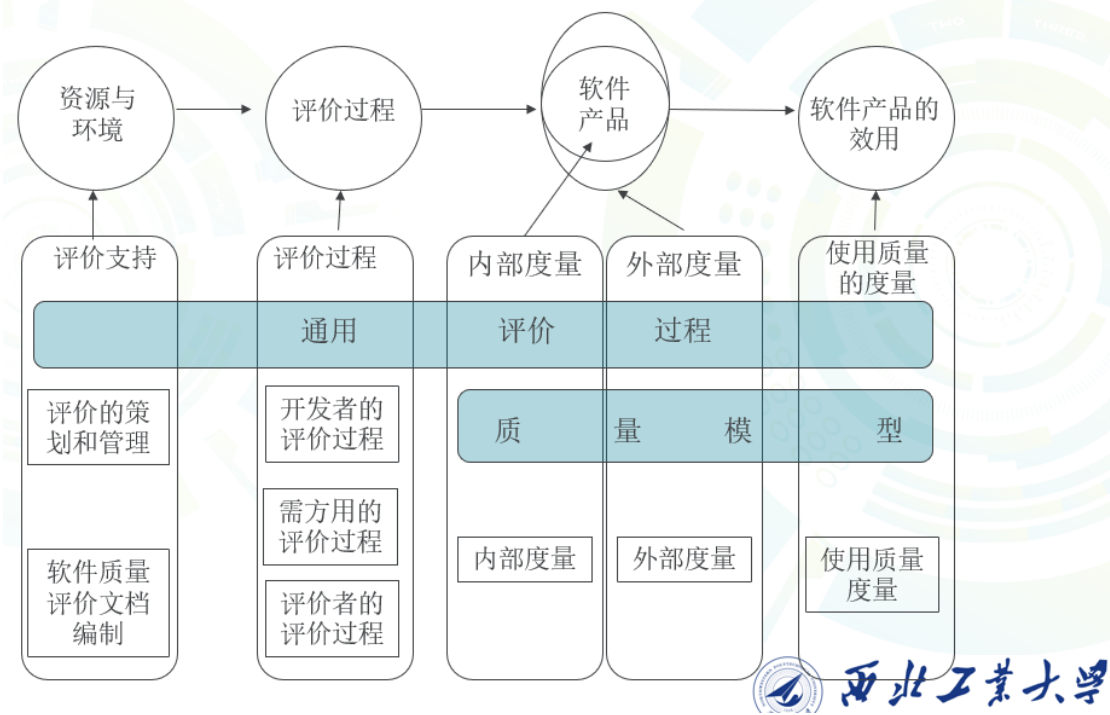 资源与
环境
评价过程
软件
产品
软件产品的
效用
评价支持
评价过程
内部度量
外部度量
使用质量
的度量
通用 评价 过程
评价的策
划和管理
开发者的
评价过程
质 量 模 型
需方用的
评价过程
软件质量
评价文档
编制
评价者的
评价过程
内部度量
外部度量
使用质量
度量
西北工业大学